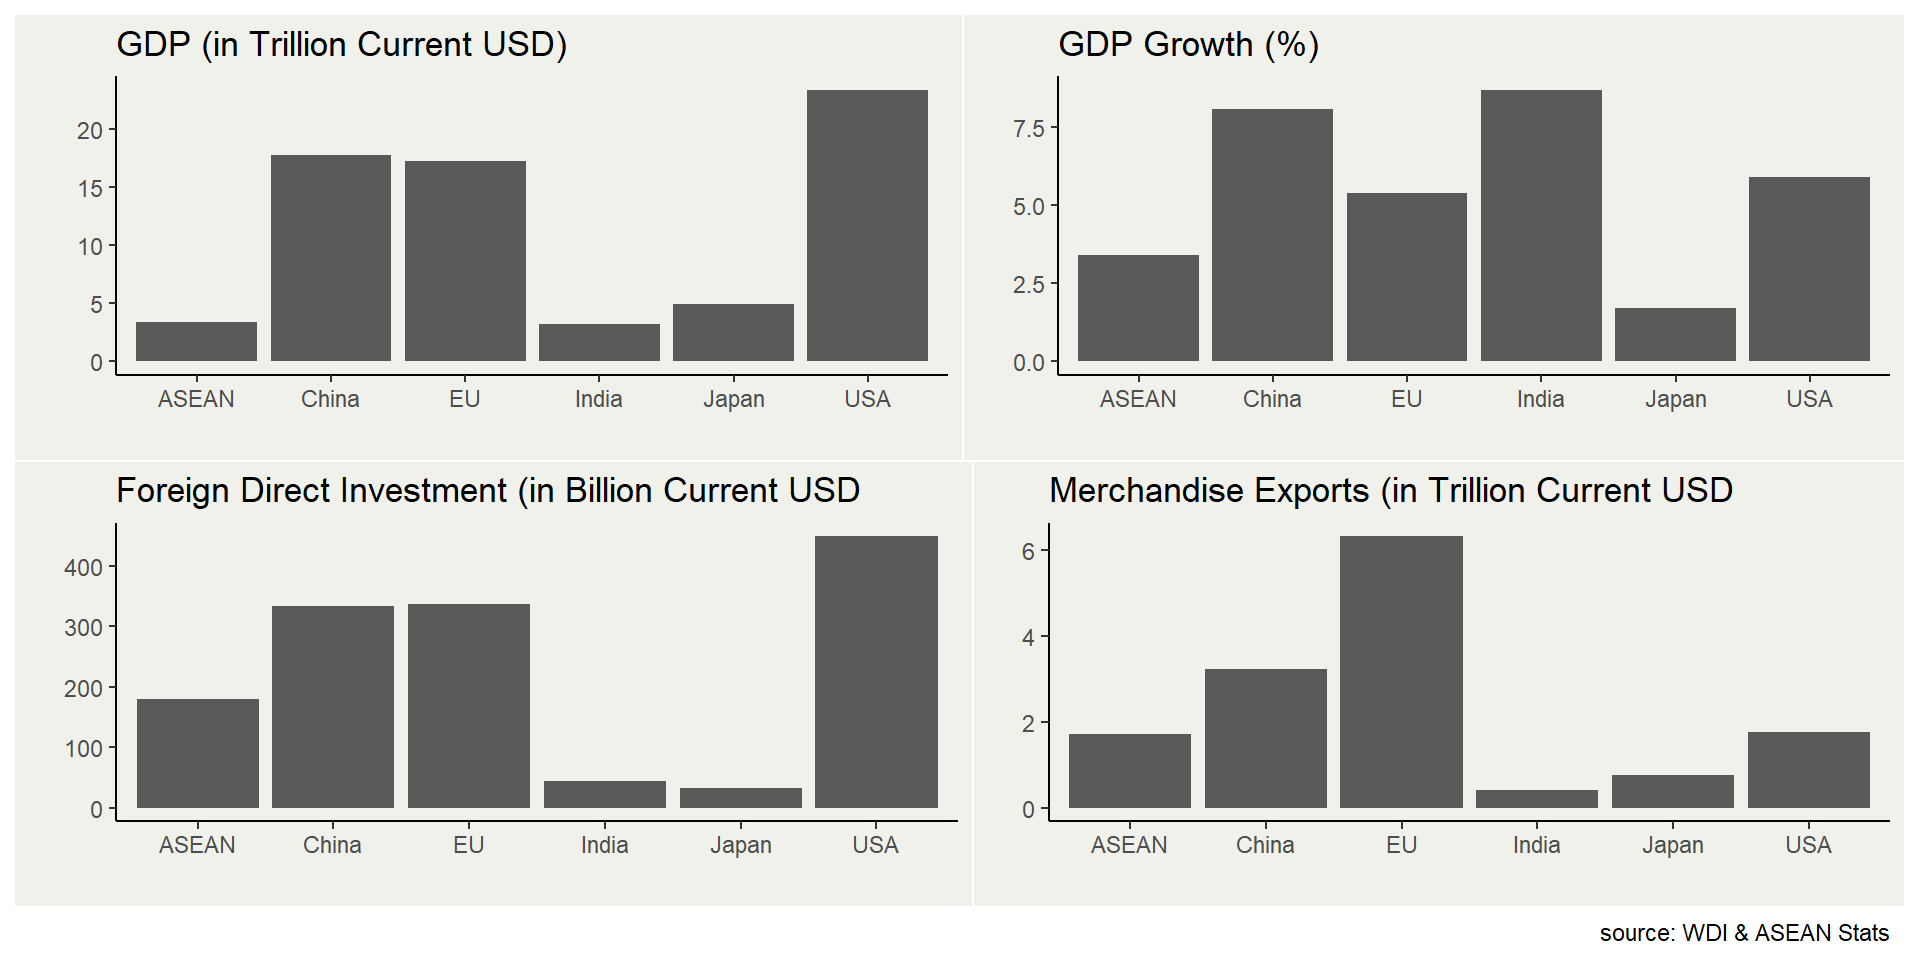 GDP (in Trillion Current USD)
20
15
10
5
0
ASEAN China EU India Japan USA
GDP Growth (%)
7.5
5.0
2.5
0.0
ASEAN China EU India Japan USA
Foreign Direct Investment (in Billion Current USD
400
300
200
100
0
ASEAN China EU India Japan USA
Merchandise Exports (in Trillion Current USD
6
4
2
0
ASEAN China EU India Japan USA
source: WDI & ASEAN Stats